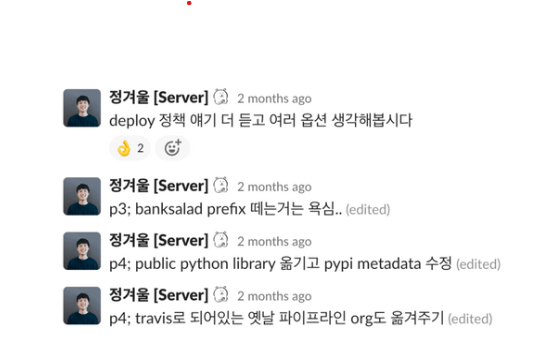 정겨울 [Server] 2 months ago
deploy 정책 얘기 더 듣고 여러 옵션 생각해봅시다
2
정겨울 [Server] 2 months ago
p3; banksalad prefix 떼는거는 욕심.. (edited)
정겨울 [Server] 2 months ago
p4; public python library 옮기고 pypi metadata 수정 (edited)
정겨울 [Server] 2 months ago
p4; travis로 되어있는 옛날 파이프라인 org도 옮겨주기 (edited)